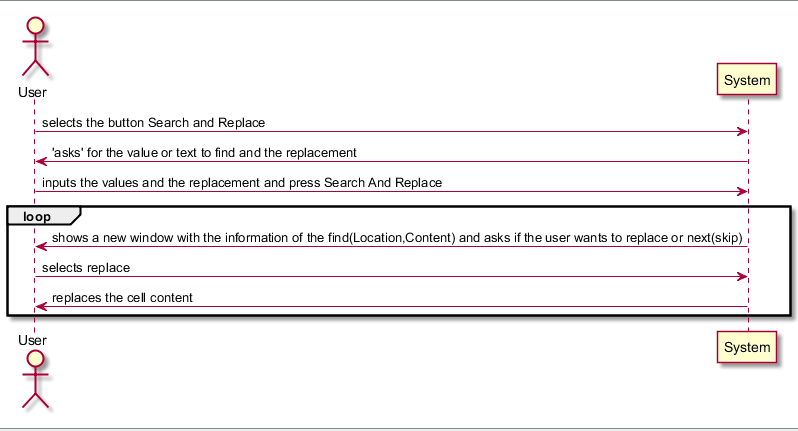 User
System
selects the button Search and Replace
'asks' for the value or text to find and the replacement
inputs the values and the replacement and press Search And Replace
loop
shows a new window with the information of the find(Location,Content) and asks if the user wants to replace or next(skip)
selects replace
replaces the cell content
User
System